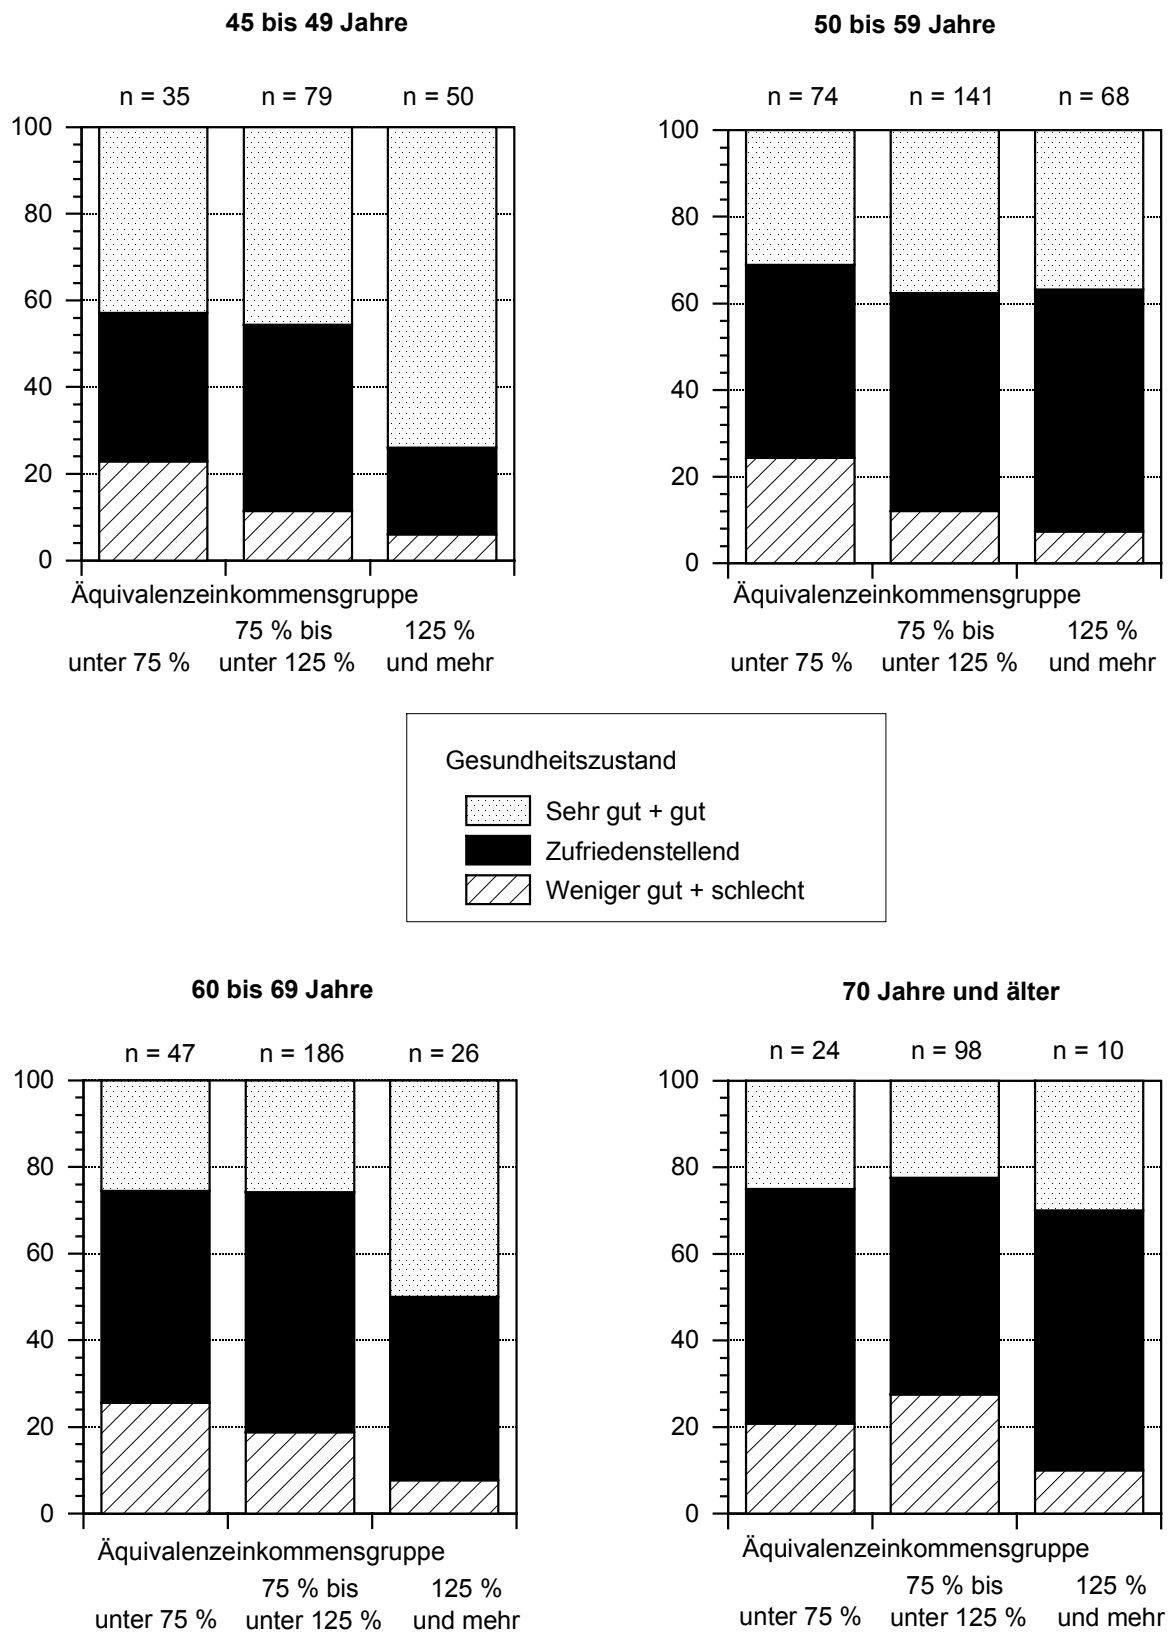 45 bis 49 Jahre
n = 35 n = 79 n = 50
100
80
60
40
20
0
Äquivalenzeinkommensgruppe
75 % bis 125 %
unter 75 % unter 125 % und mehr
50 bis 59 Jahre
n = 74 n = 141 n = 68
100
80
60
40
20
0
Äquivalenzeinkommensgruppe
75 % bis 125 %
unter 75 % unter 125 % und mehr
Gesundheitszustand
Sehr gut + gut
Zufriedenstellend
Weniger gut + schlecht
60 bis 69 Jahre
n = 47 n = 186 n = 26
100
80
60
40
20
0
Äquivalenzeinkommensgruppe
75 % bis 125 %
unter 75 % unter 125 % und mehr
70 Jahre und älter
n = 24 n = 98 n = 10
100
80
60
40
20
0
Äquivalenzeinkommensgruppe
75 % bis 125 %
unter 75 % unter 125 % und mehr